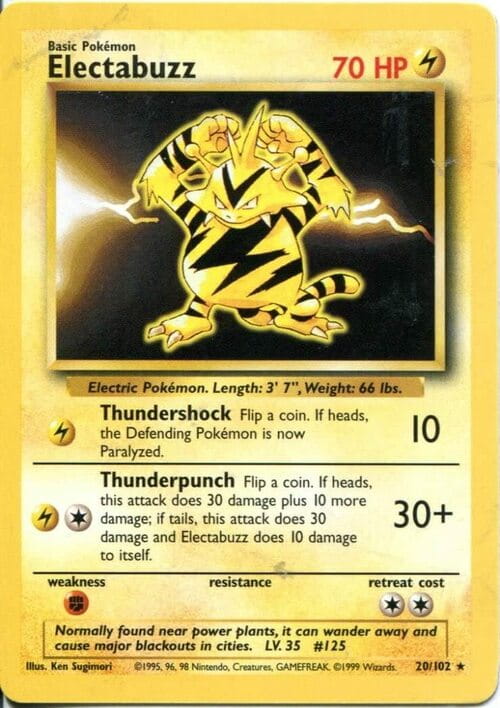 Basic Pokémon
Electabuzz
70 HP
Electric Pokémon. Length: 3' 7", Weight: 66 lbs.
Thundershock Flip a coin. If heads,
the Defending Pokémon is now
Paralyzed.
10
Thunderpunch Flip a coin. If heads,
this attack does 30 damage plus 10 more
damage; if tails, this attack does 30
damage and Electabuzz does 10 damage
to itself.
30+
weakness resistance retreat cost
Normally found near power plants, it can wander away and
cause major blackouts in cities. LV. 35 #125
Illus. Ken Sugimori ©1995, 96, 98 Nintendo, Creatures, GAMEFREAK. ©1999 Wizards. 20/102 ★